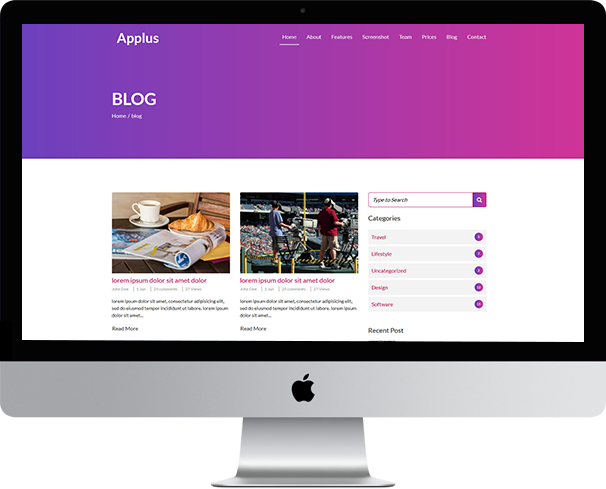 Applus
Home About Features Screenshot Team Prices Blog Contact
BLOG
Home / blog
Type to Search
Categories
Travel
Lifestyle
Uncategorized
Design
Software
Recent Post
lorem ipsum dolor sit amet dolor
John Doe | 1 Jan | 25 comments | 37 Views
lorem ipsum dolor sit amet, consectetur adipisicing elit,
sed do eiusmod tempor incididunt ut labore. lorem ipsum
dolor sit amet...
Read More
lorem ipsum dolor sit amet dolor
John Doe | 1 Jan | 25 comments | 37 Views
lorem ipsum dolor sit amet, consectetur adipisicing elit,
sed do eiusmod tempor incididunt ut labore. lorem ipsum
dolor sit amet...
Read More